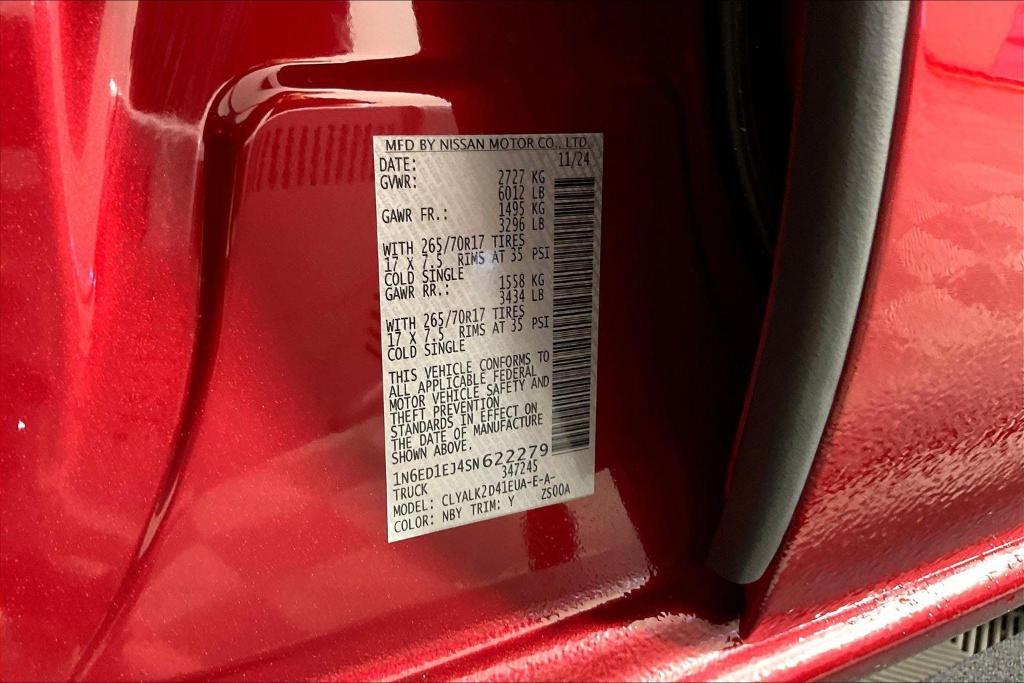 MFD BY NISSAN MOTOR CO., LTD.
DATE: 11/24
GVWR: 2727 KG
6012 LB
GAWR FR.: 1495 KG
3296 LB
WITH 265/70R17 TIRES
17 X 7.5 RIMS AT 35 PSI
COLD SINGLE
GAWR RR.: 1558 KG
3434 LB
WITH 265/70R17 TIRES
17 X 7.5 RIMS AT 35 PSI
COLD SINGLE
THIS VEHICLE CONFORMS TO
ALL APPLICABLE FEDERAL
MOTOR VEHICLE SAFETY AND
THEFT PREVENTION
STANDARDS IN EFFECT ON
THE DATE OF MANUFACTURE
SHOWN ABOVE.
1N6ED1EJ4SN622279
TRUCK 347245
MODEL: CLYALK2D41EUA-E-A-
ZS00A
COLOR: NBY TRIM: Y